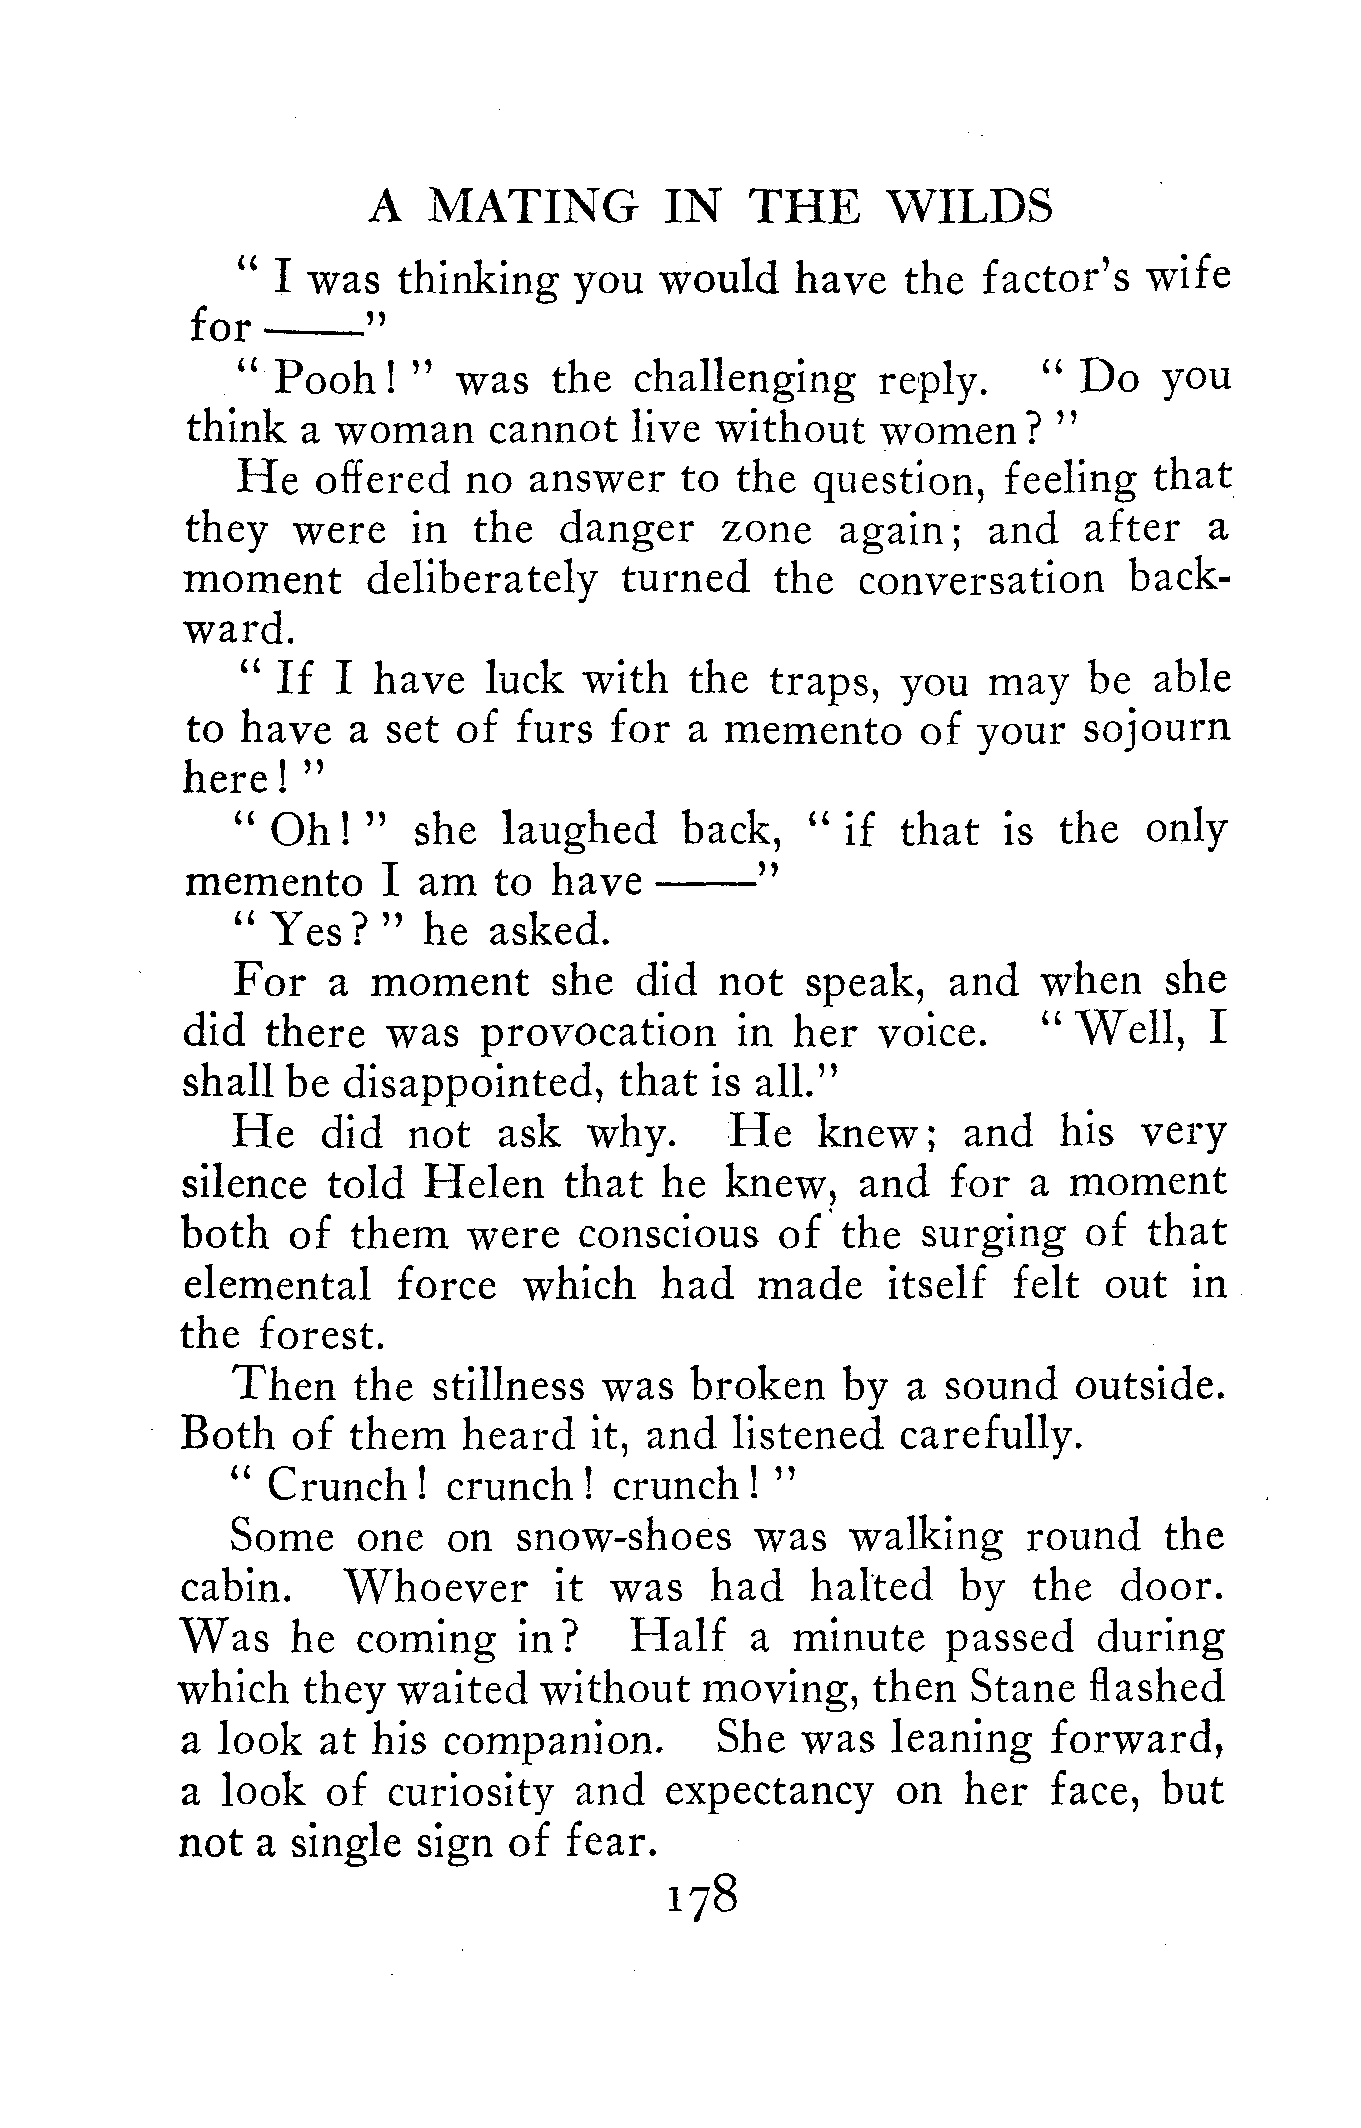 A MATING IN THE WILDS
“ I was thinking you would have the factor’s wife
for ——”
“ Pooh! ” was the challenging reply. “ Do you
think a woman cannot live without women? ”
He offered no answer to the question, feeling that
they were in the danger zone again; and after a
moment deliberately turned the conversation back-
ward.
“ If I have luck with the traps, you may be able
to have a set of furs for a memento of your sojourn
here! ”
“ Oh! ” she laughed back, “ if that is the only
memento I am to have ——”
“ Yes? ” he asked.
For a moment she did not speak, and when she
did there was provocation in her voice. “ Well, I
shall be disappointed, that is all.”
He did not ask why. He knew; and his very
silence told Helen that he knew, and for a moment
both of them were conscious of the surging of that
elemental force which had made itself felt out in
the forest.
Then the stillness was broken by a sound outside.
Both of them heard it, and listened carefully.
“ Crunch! crunch! crunch! ”
Some one on snow-shoes was walking round the
cabin. Whoever it was had halted by the door.
Was he coming in? Half a minute passed during
which they waited without moving, then Stane flashed
a look at his companion. She was leaning forward,
a look of curiosity and expectancy on her face, but
not a single sign of fear.
178